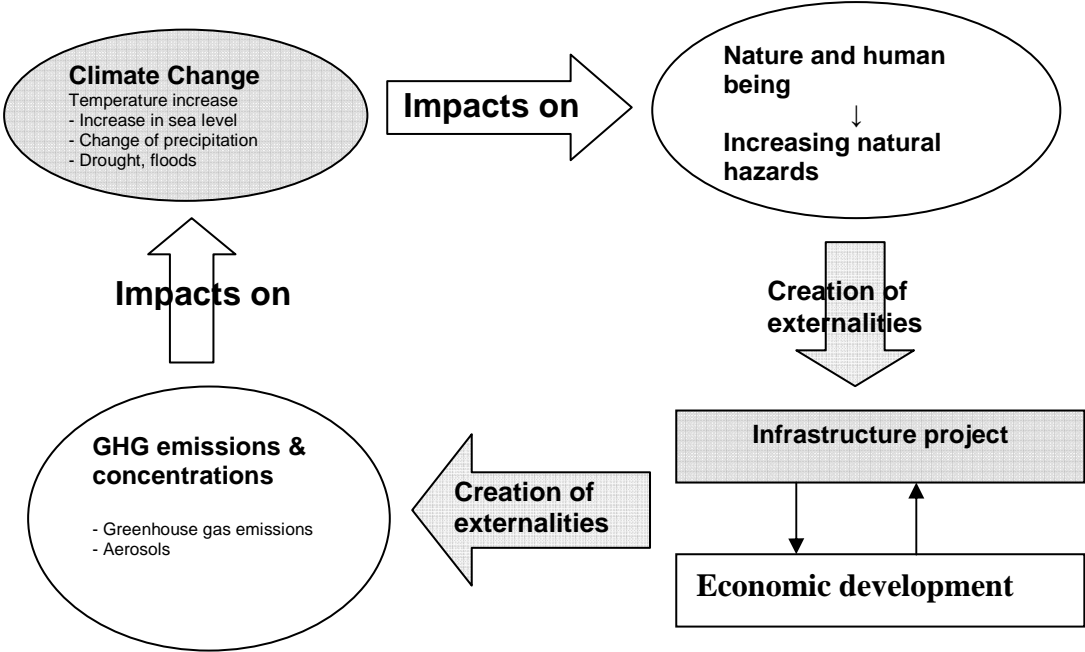 Climate Change
Temperature increase
- Increase in sea level
- Change of precipitation
- Drought, floods
Impacts on
Nature and human
being
↓
Increasing natural
hazards
Creation of
externalities
Infrastructure project
Economic development
Creation of
externalities
GHG emissions &
concentrations
- Greenhouse gas emissions
- Aerosols
Impacts on